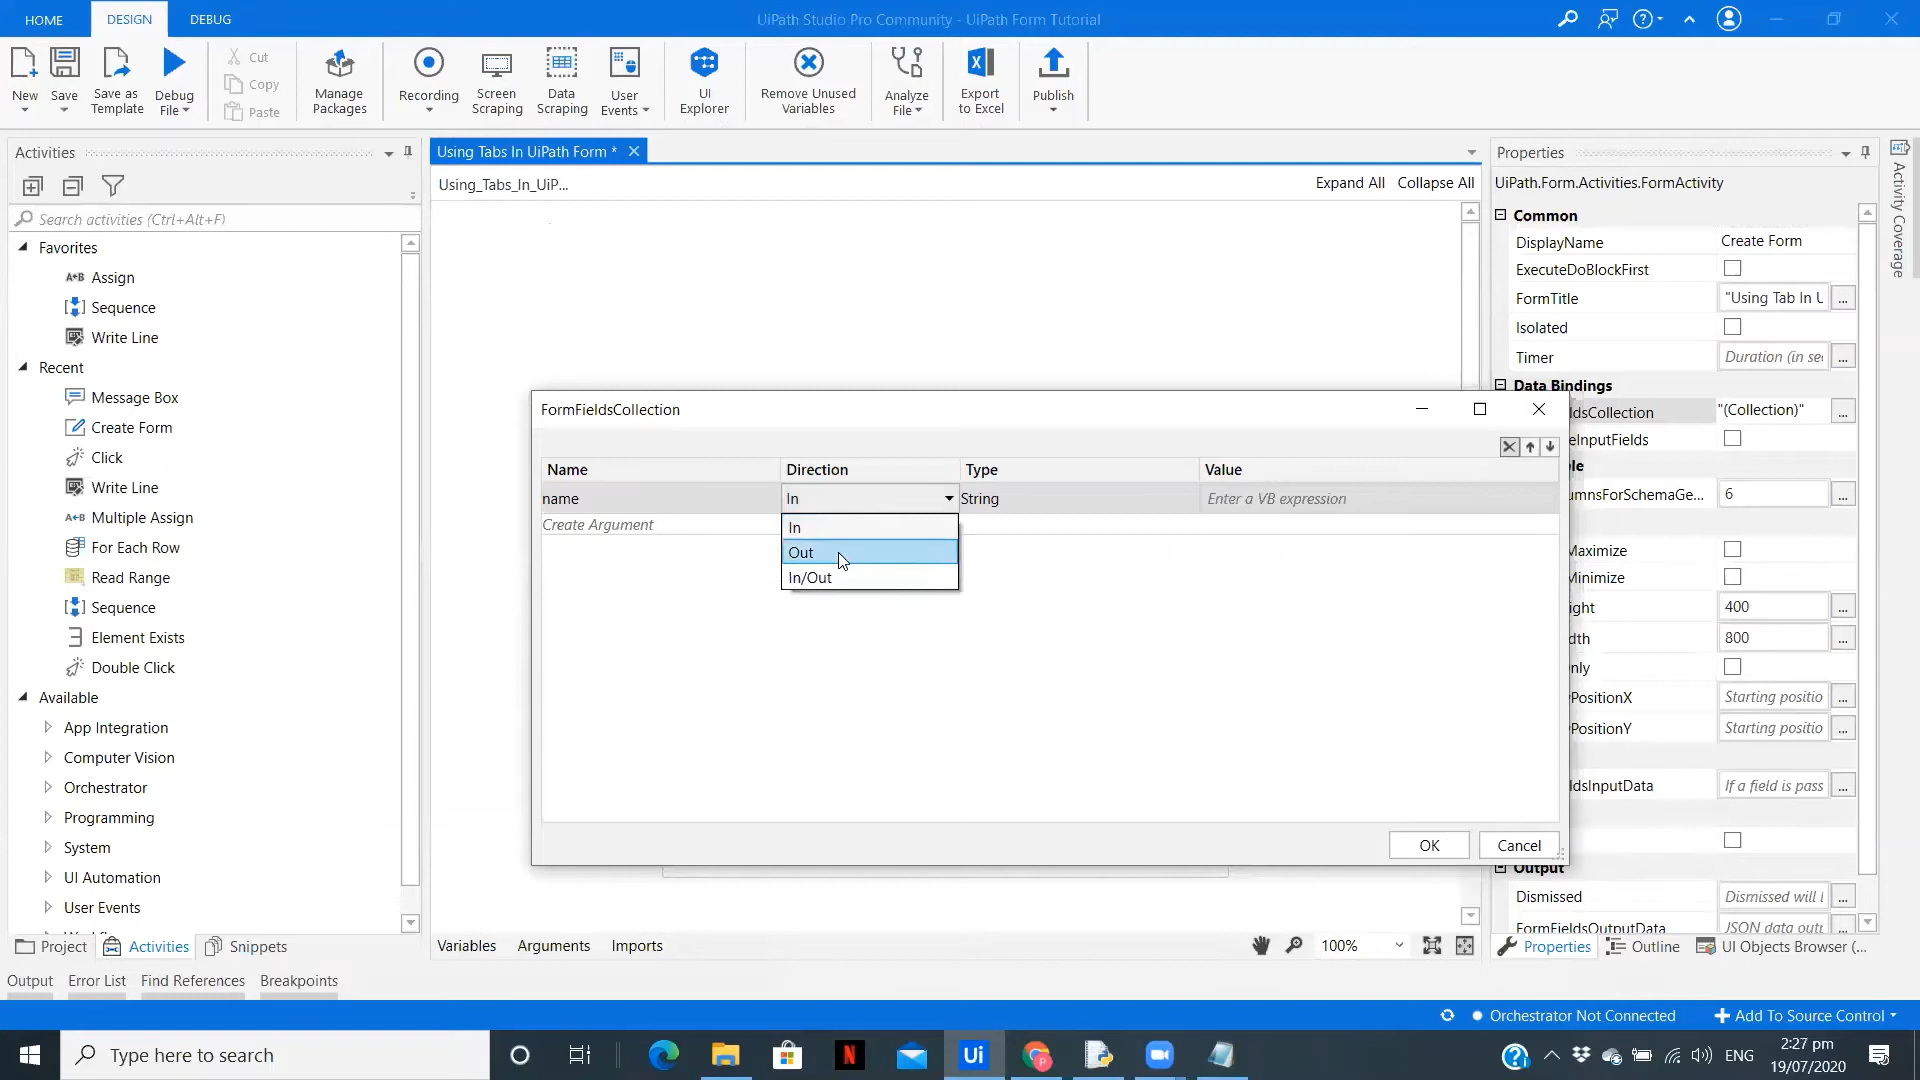 HOME
DESIGN
DEBUG
UiPath Studio Pro Community - UiPath Form Tutorial
New
Save
Save as
Template
Debug
File
Cut
Copy
Paste
Manage
Packages
Recording
Screen
Scraping
Data
Scraping
User
Events
UI
Explorer
Remove Unused
Variables
Analyze
File
Export
to Excel
Publish
Activities
Search activities (Ctrl+Alt+F)
Favorites
Assign
Sequence
Write Line
Recent
Message Box
Create Form
Click
Write Line
Multiple Assign
For Each Row
Read Range
Sequence
Element Exists
Double Click
Available
App Integration
Computer Vision
Orchestrator
Programming
System
UI Automation
User Events
Project
Activities
Snippets
Using Tabs In UiPath Form *
Using_Tabs_In_UiP...
Expand All
Collapse All
FormFieldsCollection
Name
Direction
Type
Value
name
In
String
Enter a VB expression
Create Argument
In
Out
In/Out
OK
Cancel
Variables
Arguments
Imports
100%
Properties
UiPath.Form.Activities.FormActivity
Common
DisplayName
Create Form
ExecuteDoBlockFirst
FormTitle
"Using Tab In U
...
Isolated
Timer
Duration (in se
...
Data Bindings
ldsCollection
"(Collection)"
...
eInputFields
le
umnsForSchemaGe...
6
...
Maximize
Minimize
ight
400
...
dth
800
...
nly
PositionX
Starting positio
...
PositionY
Starting positio
...
ldsInputData
If a field is pass
...
Output
Dismissed
Dismissed will b
...
FormFieldsOutputData
JSON data outp
Properties
Outline
UI Objects Browser (...
Activity Coverage
Output
Error List
Find References
Breakpoints
Orchestrator Not Connected
Add To Source Control
Type here to search
Ui
ENG
2:27 pm
19/07/2020